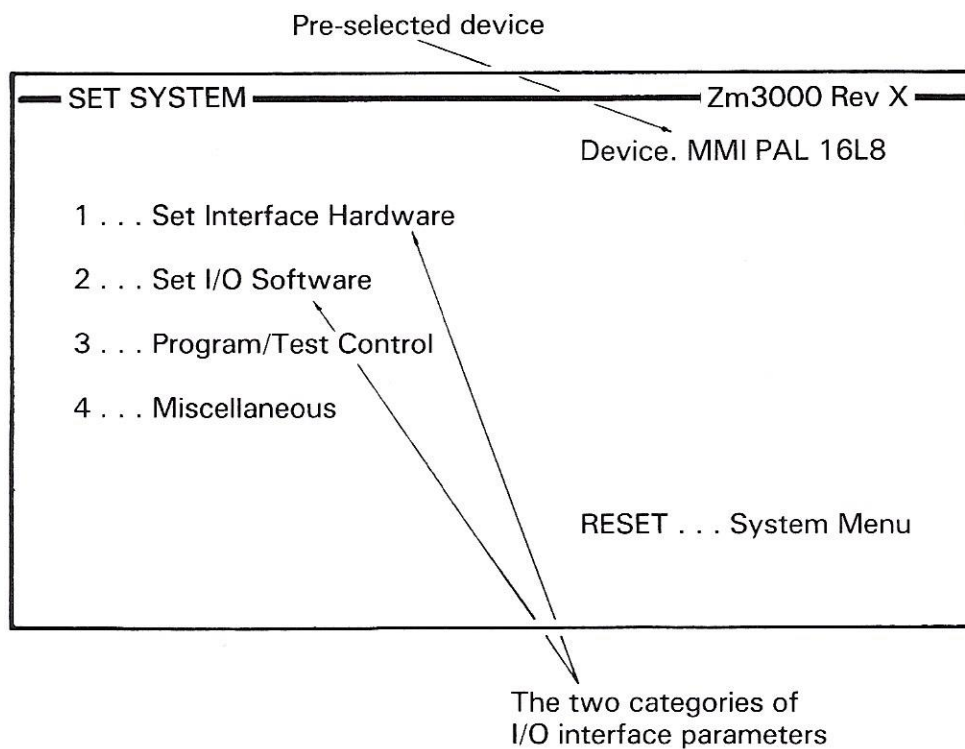 Pre-selected device
SET SYSTEM Zm3000 Rev X
Device. MMI PAL 16L8
1 . . . Set Interface Hardware
2 . . . Set I/O Software
3 . . . Program/Test Control
4 . . . Miscellaneous
RESET . . . System Menu
The two categories of
I/O interface parameters